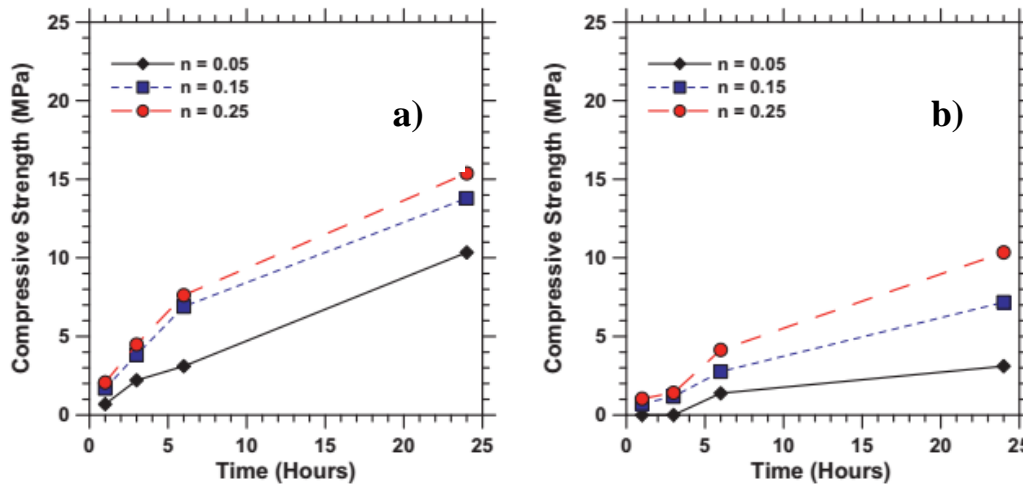 25
20
15
10
5
0
Compressive Strength (MPa)
n = 0.05
n = 0.15
n = 0.25
a)
0 5 10 15 20 25
Time (Hours)
25
20
15
10
5
0
Compressive Strength (MPa)
n = 0.05
n = 0.15
n = 0.25
b)
0 5 10 15 20 25
Time (Hours)